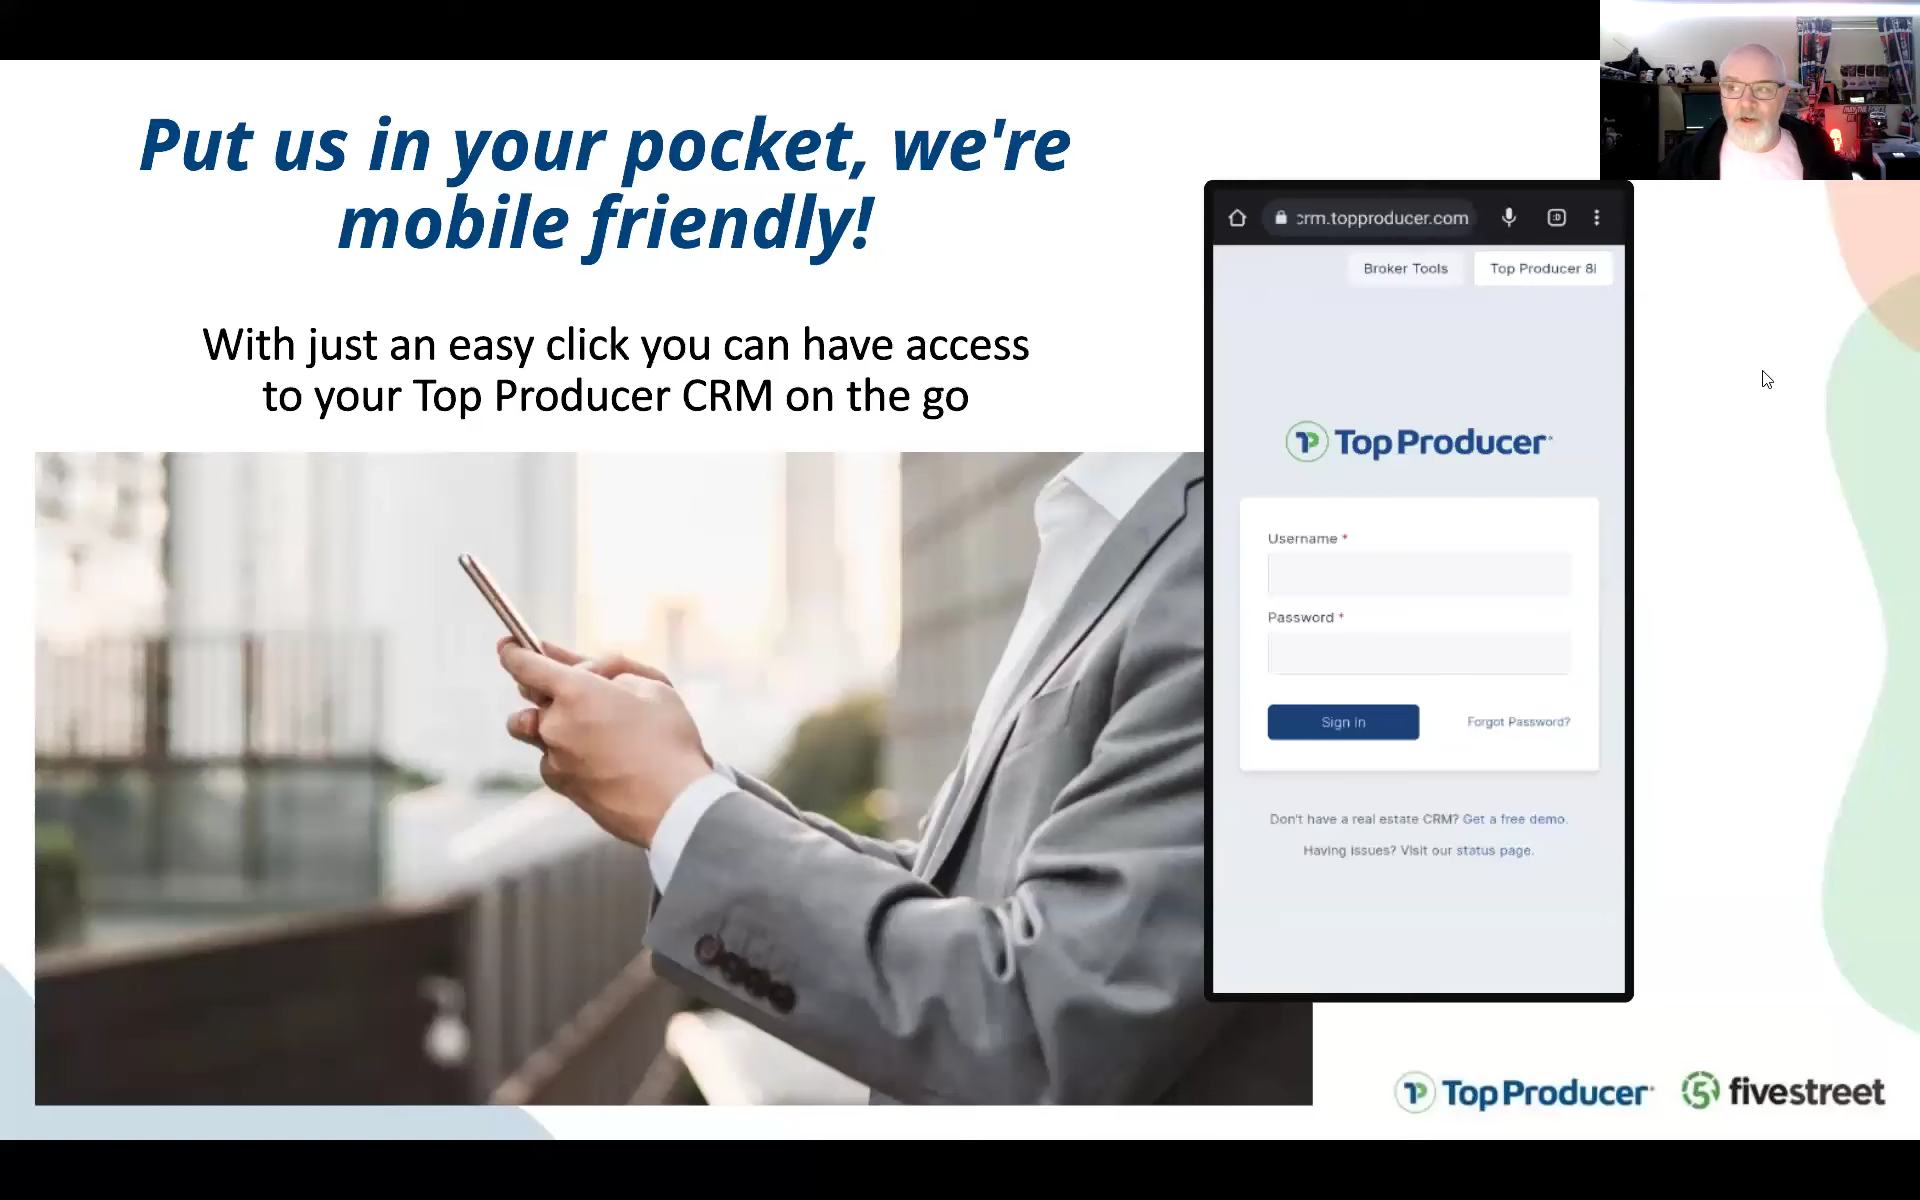 Put us in your pocket, we're
mobile friendly!
With just an easy click you can have access
to your Top Producer CRM on the go
crm.topproducer.com
Broker Tools
Top Producer 8i
Top Producer
Username *
Password *
Sign In
Forgot Password?
Don't have a real estate CRM? Get a free demo.
Having issues? Visit our status page.
Top Producer
fivestreet